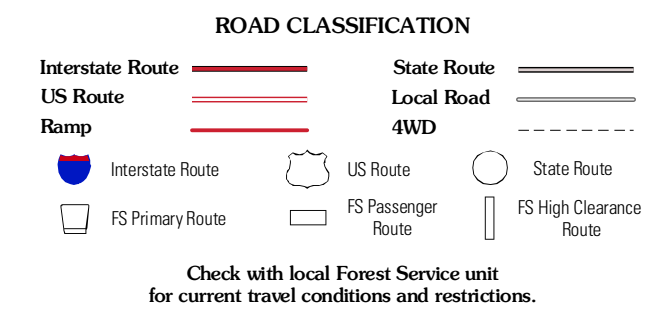 ROAD CLASSIFICATION
Interstate Route
State Route
US Route
Local Road
Ramp
4WD
Interstate Route
US Route
State Route
FS Primary Route
FS Passenger
Route
FS High Clearance
Route
Check with local Forest Service unit
for current travel conditions and restrictions.